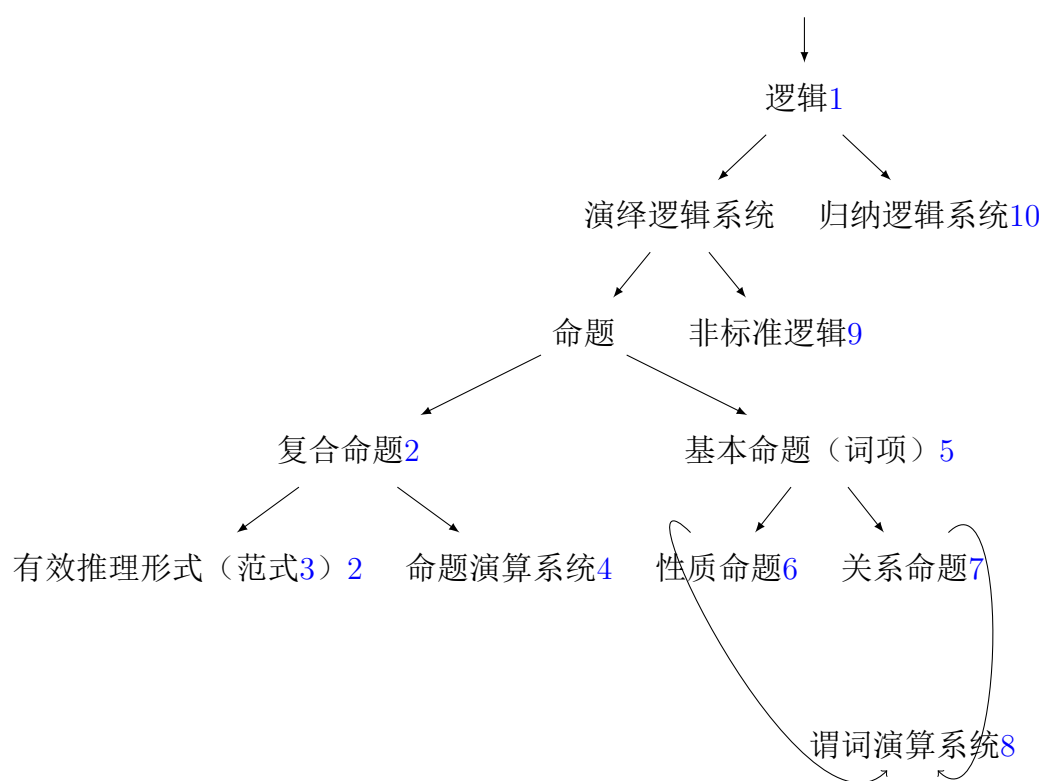 逻辑1
演绎逻辑系统 归纳逻辑系统10
命题 非标准逻辑9
复合命题2 基本命题（词项）5
有效推理形式（范式3）2 命题演算系统4 性质命题6 关系命题7
谓词演算系统8